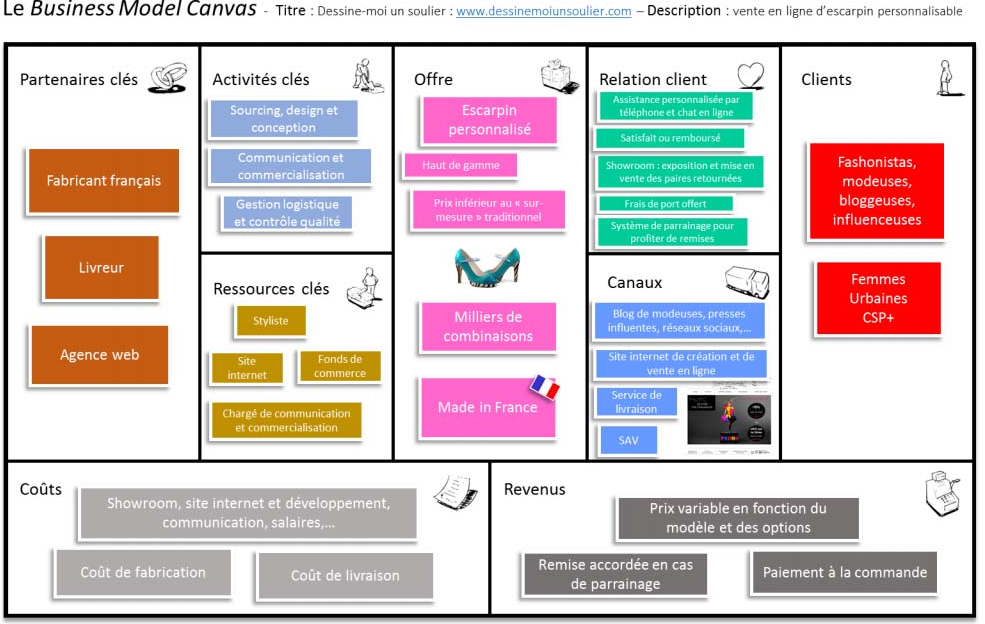 Le Business Model Canvas - Titre : Dessine-moi un soulier : www.dessinemoiunsoulier.com – Description : vente en ligne d'escarpin personnalisable
Partenaires clés
Fabricant français
Livreur
Agence web
Activités clés
Sourcing, design et
conception
Communication et
commercialisation
Gestion logistique
et contrôle qualité
Ressources clés
Styliste
Site
internet
Fonds de
commerce
Chargé de communication
et commercialisation
Offre
Escarpin
personnalisé
Haut de gamme
Prix inférieur au « sur-
mesure » traditionnel
Milliers de
combinaisons
Made in France
Relation client
Assistance personnalisée par
téléphone et chat en ligne
Satisfait ou remboursé
Showroom : exposition et mise en
vente des paires retournées
Frais de port offert
Système de parrainage pour
profiter de remises
Canaux
Blog de modeuses, presses
influentes, réseaux sociaux,...
Site internet de création et de
vente en ligne
Service de
livraison
SAV
Clients
Fashonistas,
modeuses,
bloggeuses,
influenceuses
Femmes
Urbaines
CSP+
Coûts
Showroom, site internet et développement,
communication, salaires,...
Coût de fabrication
Coût de livraison
Revenus
Prix variable en fonction du
modèle et des options
Remise accordée en cas
de parrainage
Paiement à la commande